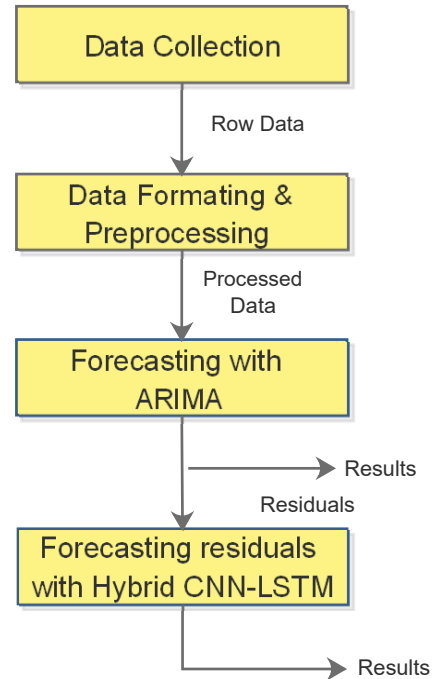 Data Collection
Row Data
Data Formating &
Preprocessing
Processed
Data
Forecasting with
ARIMA
Results
Residuals
Forecasting residuals
with Hybrid CNN-LSTM
Results